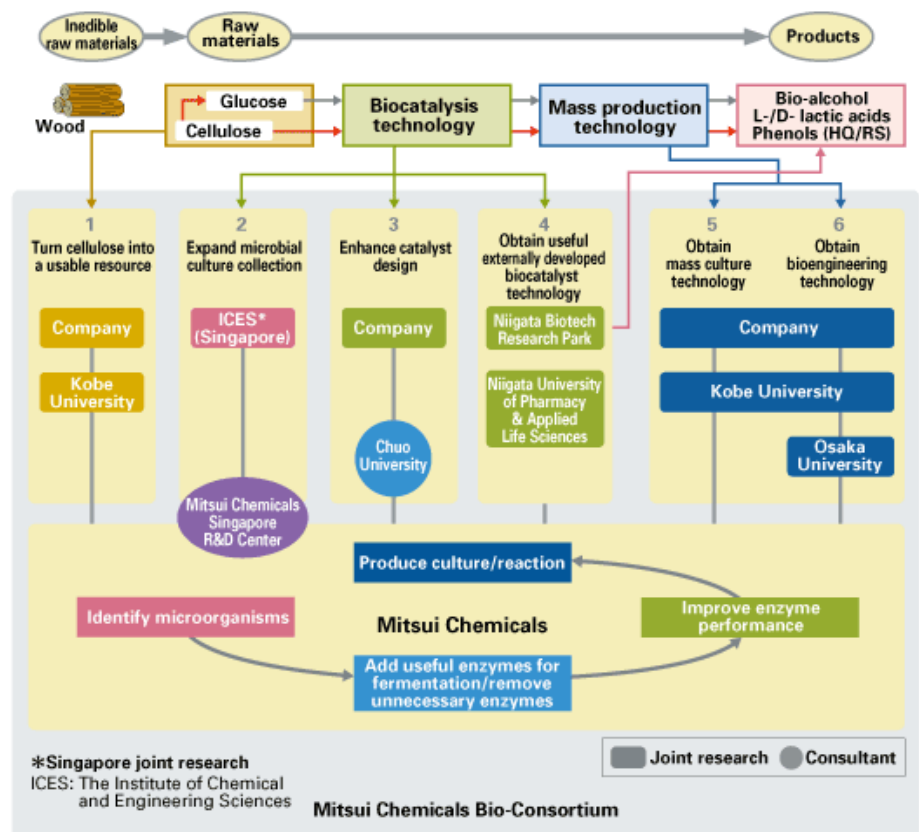 Inedible
raw materials
Raw
materials
Products
Wood
Glucose
Cellulose
Biocatalysis
technology
Mass production
technology
Bio-alcohol
L-/D- lactic acids
Phenols (HQ/RS)
1
Turn cellulose into
a usable resource
Company
Kobe
University
2
Expand microbial
culture collection
ICES*
(Singapore)
Mitsui Chemicals
Singapore
R&D Center
3
Enhance catalyst
design
Company
Chuo
University
4
Obtain useful
externally developed
biocatalyst
technology
Niigata Biotech
Research Park
Niigata University
of Pharmacy
& Applied
Life Sciences
5
Obtain
mass culture
technology
6
Obtain
bioengineering
technology
Company
Kobe University
Osaka
University
Produce culture/reaction
Identify microorganisms
Mitsui Chemicals
Improve enzyme
performance
Add useful enzymes for
fermentation/remove
unnecessary enzymes
*Singapore joint research
ICES: The Institute of Chemical
and Engineering Sciences
Joint research
Consultant
Mitsui Chemicals Bio-Consortium